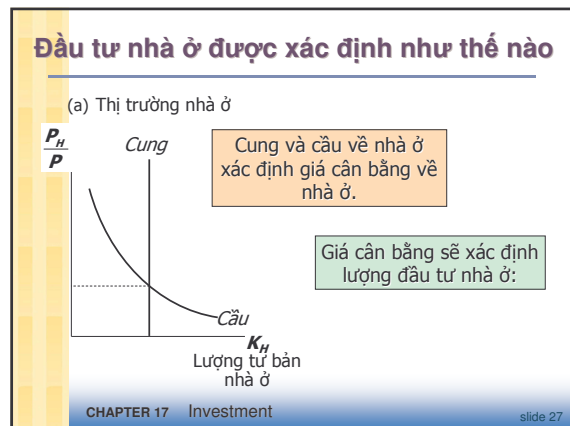 Đầu tư nhà ở được xác định như thế nào
(a) Thị trường nhà ở
P_H
P
Cung
Cung và cầu về nhà ở
xác định giá cân bằng về
nhà ở.
Giá cân bằng sẽ xác định
lượng đầu tư nhà ở:
Cầu
K_H
Lượng tư bản
nhà ở
CHAPTER 17 Investment
slide 27